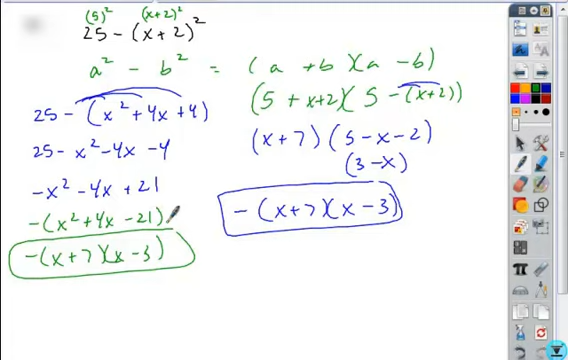 (5)² (x+2)²
25 - (x+2)²
a² - b² = (a+b)(a-b)
25 - (x² + 4x + 4)
(5 + x+2)(5 - (x+2))
25 - x² - 4x - 4
(x+7)(5-x-2)
(3-x)
-x² - 4x + 21
-(x+7)(x-3)
-(x² + 4x - 21)
-(x+7)(x-3)